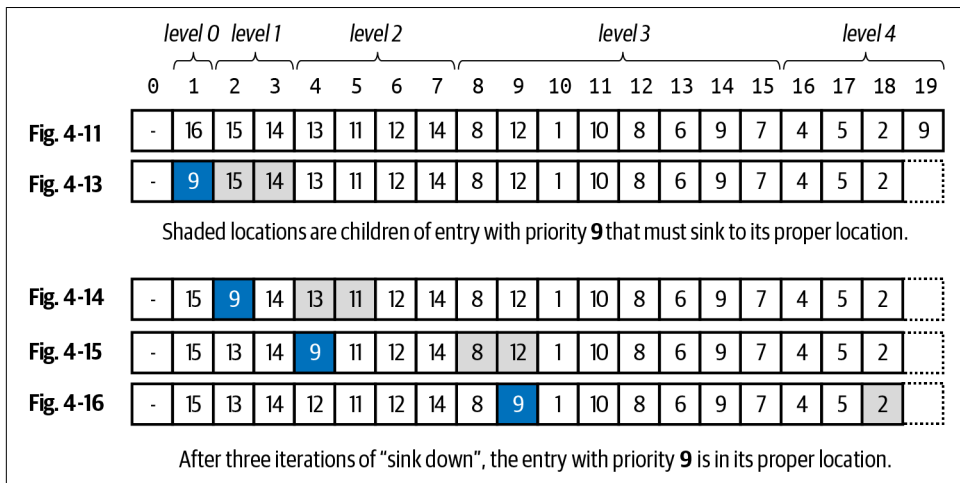 level 0 level 1 level 2 level 3 level 4
0 1 2 3 4 5 6 7 8 9 10 11 12 13 14 15 16 17 18 19
Fig. 4-11 - 16 15 14 13 11 12 14 8 12 1 10 8 6 9 7 4 5 2 9
Fig. 4-13 - 9 15 14 13 11 12 14 8 12 1 10 8 6 9 7 4 5 2
Shaded locations are children of entry with priority 9 that must sink to its proper location.
Fig. 4-14 - 15 9 14 13 11 12 14 8 12 1 10 8 6 9 7 4 5 2
Fig. 4-15 - 15 13 14 9 11 12 14 8 12 1 10 8 6 9 7 4 5 2
Fig. 4-16 - 15 13 14 12 11 12 14 8 9 1 10 8 6 9 7 4 5 2
After three iterations of “sink down”, the entry with priority 9 is in its proper location.